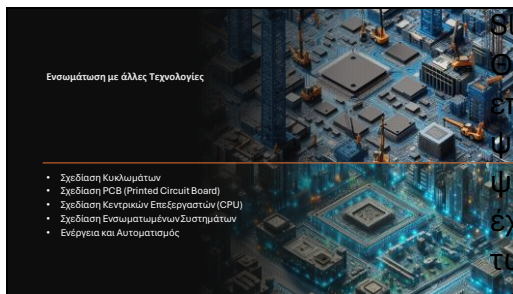 Ενσωμάτωση με άλλες Τεχνολογίες
• Σχεδίαση Κυκλωμάτων
• Σχεδίαση PCB (Printed Circuit Board)
• Σχεδίαση Κεντρικών Επεξεργαστών (CPU)
• Σχεδίαση Ενσωματωμένων Συστημάτων
• Ενέργεια και Αυτοματισμός